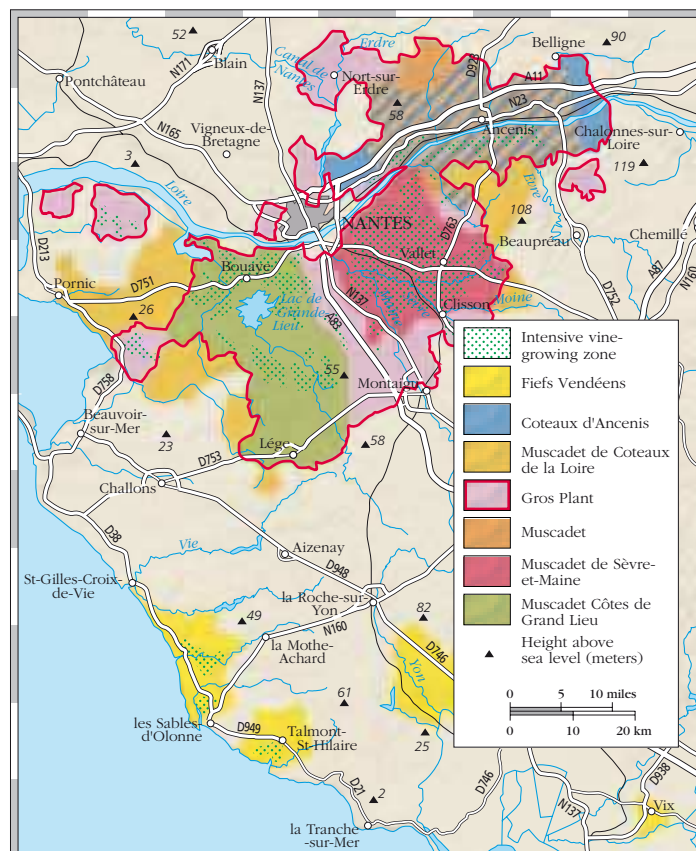 52
Erdre
90
Belligne
Blain
Canal de
Nantes
D928
A11
N171
N137
Pontchâteau
Nort-sur-
Erdre
58
N23
N165
Vigneux-de-
Bretagne
Ancenis
Chalonnes-sur-
Loire
3
119
Loire
Evre
108
NANTES
D763
Beaupréau
Chemillé
D213
Vallet
Bouaye
D751
A87
N160
Pornic
Lac de
Grande
Lieu
N137
Sèvre
D752
26
A83
Clisson
Moine
55
Montaigu
D758
Beauvoir-
sur-Mer
23
58
D753
Lége
Challons
D38
Vie
Aizenay
D948
St-Gilles-Croix-
de-Vie
la Roche-sur-
Yon
49
82
N160
la Mothe-
Achard
D746
Yon
61
les Sables-
d'Olonne
D949
Talmont-
St-Hilaire
25
D21
2
D746
N137
D938
Vix
la Tranche
-sur-Mer
Intensive vine-
growing zone
Fiefs Vendéens
Coteaux d'Ancenis
Muscadet de Coteaux
de la Loire
Gros Plant
Muscadet
Muscadet de Sèvre-
et-Maine
Muscadet Côtes de
Grand Lieu
Height above
sea level (meters)
0 5 10 miles
0 10 20 km